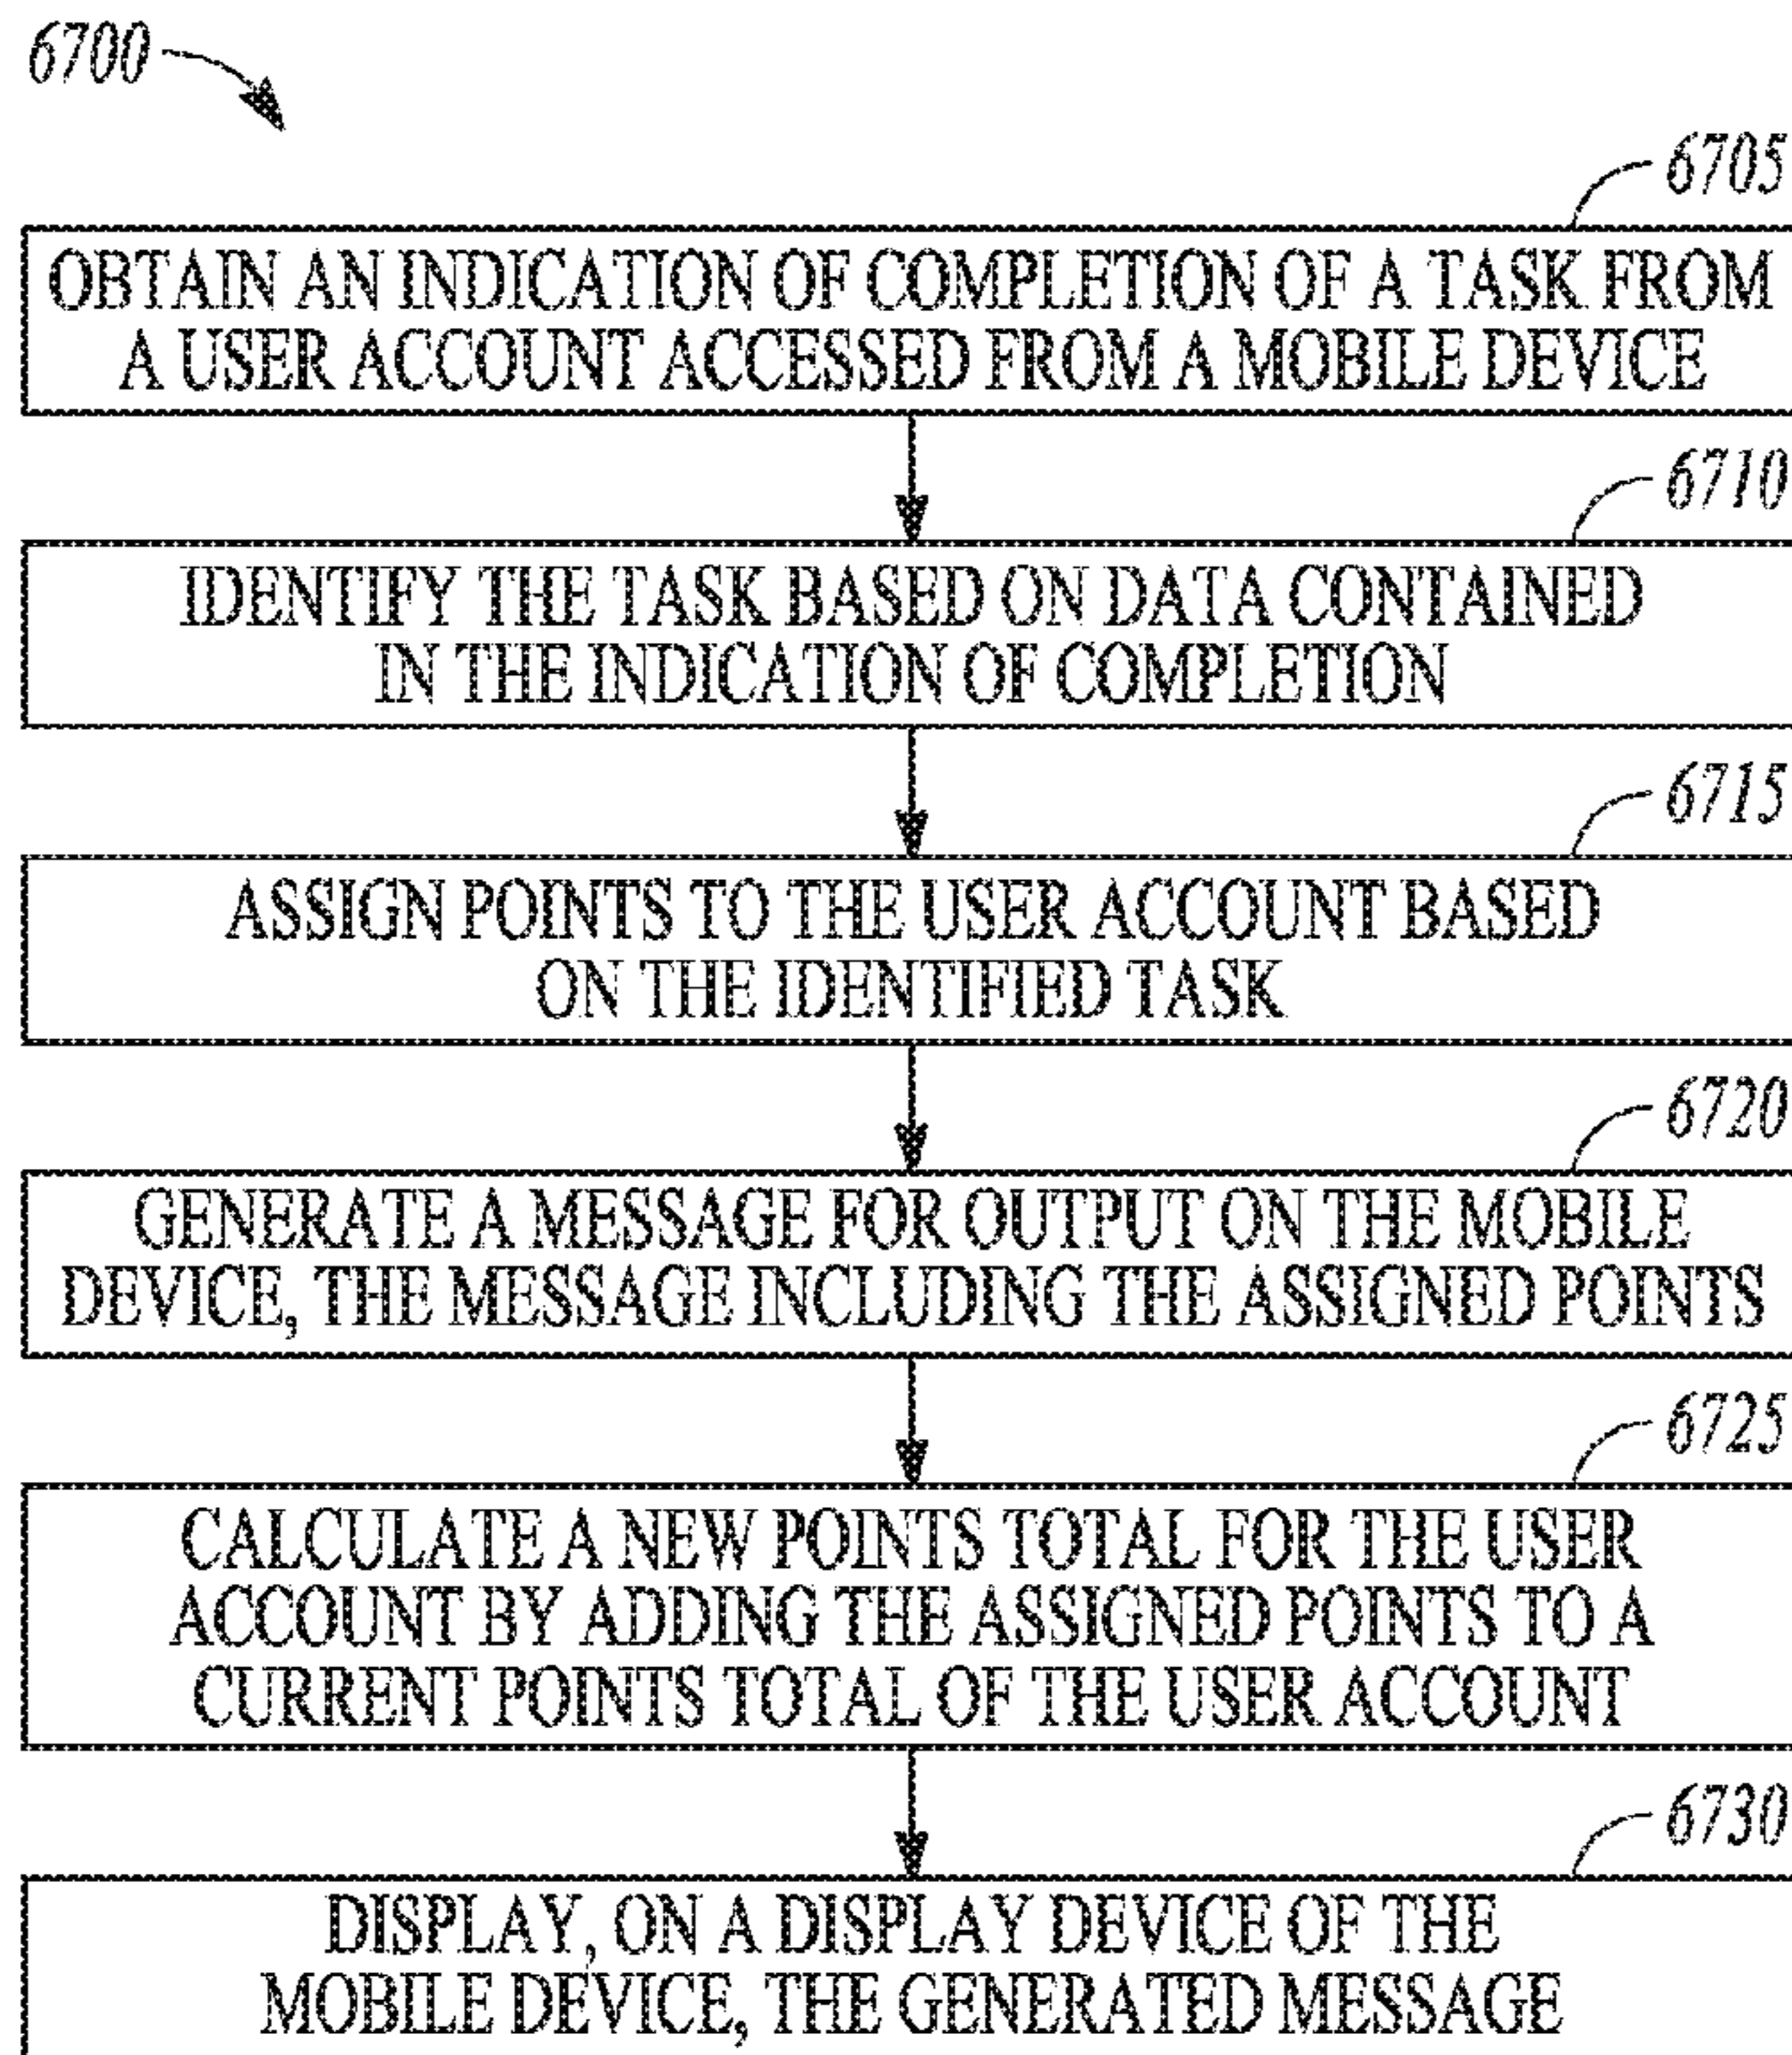 6700
6705
OBTAIN AN INDICATION OF COMPLETION OF A TASK FROM
A USER ACCOUNT ACCESSED FROM A MOBILE DEVICE
6710
IDENTIFY THE TASK BASED ON DATA CONTAINED
IN THE INDICATION OF COMPLETION
6715
ASSIGN POINTS TO THE USER ACCOUNT BASED
ON THE IDENTIFIED TASK
6720
GENERATE A MESSAGE FOR OUTPUT ON THE MOBILE
DEVICE, THE MESSAGE INCLUDING THE ASSIGNED POINTS
6725
CALCULATE A NEW POINTS TOTAL FOR THE USER
ACCOUNT BY ADDING THE ASSIGNED POINTS TO A
CURRENT POINTS TOTAL OF THE USER ACCOUNT
6730
DISPLAY, ON A DISPLAY DEVICE OF THE
MOBILE DEVICE, THE GENERATED MESSAGE